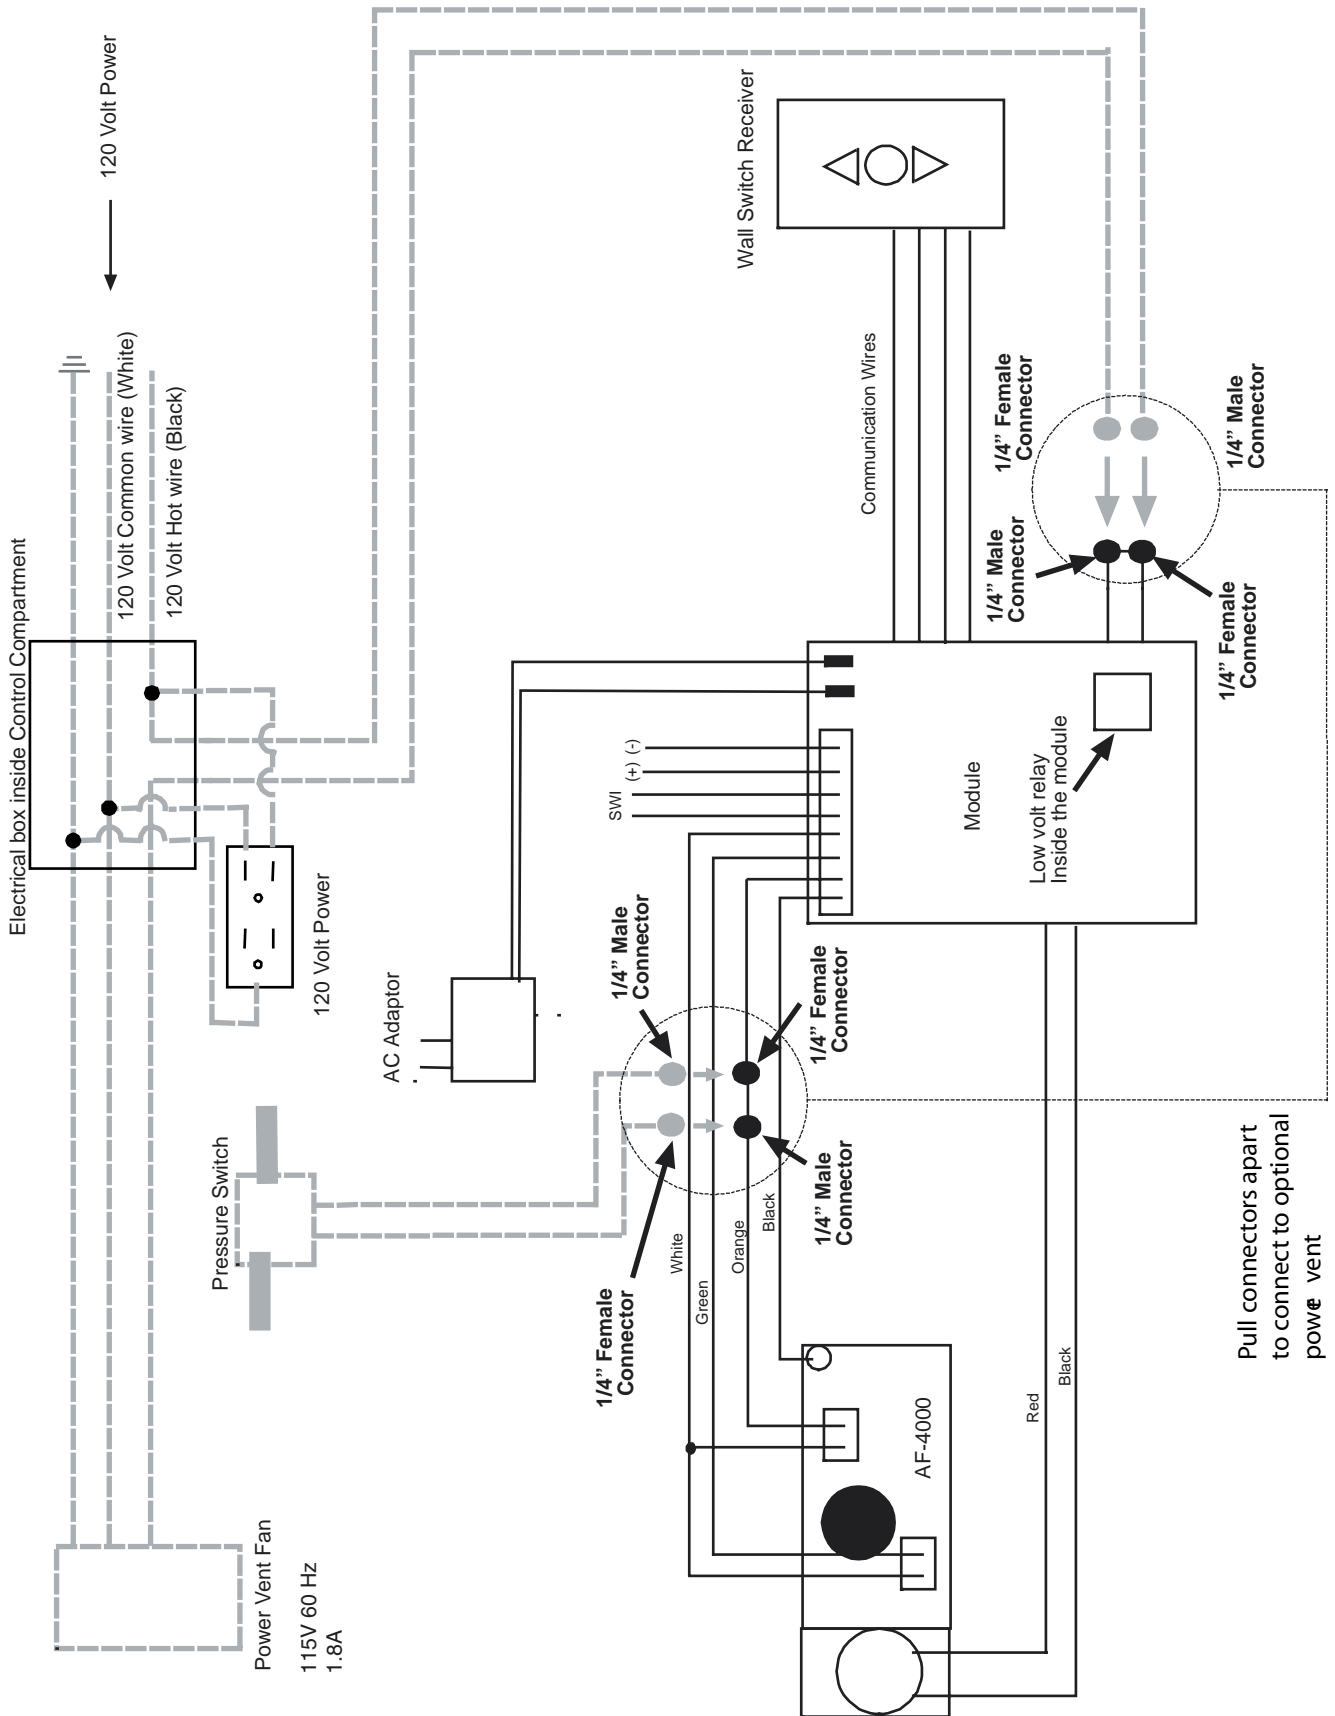 Electrical box inside Control Compartment
120 Volt Power
120 Volt Common wire (White)
120 Volt Hot wire (Black)
Power Vent Fan
115V 60 Hz
1.8A
Pressure Switch
120 Volt Power
AC Adaptor
1/4” Female
Connector
1/4” Male
Connector
1/4” Male
Connector
1/4” Female
Connector
White
Green
Orange
Black
SWI
(+)
(-)
Wall Switch Receiver
Communication Wires
Module
Low volt relay
Inside the module
1/4” Male
Connector
1/4” Female
Connector
1/4” Female
Connector
1/4” Male
Connector
AF-4000
Red
Black
Pull connectors apart
to connect to optional
powe vent